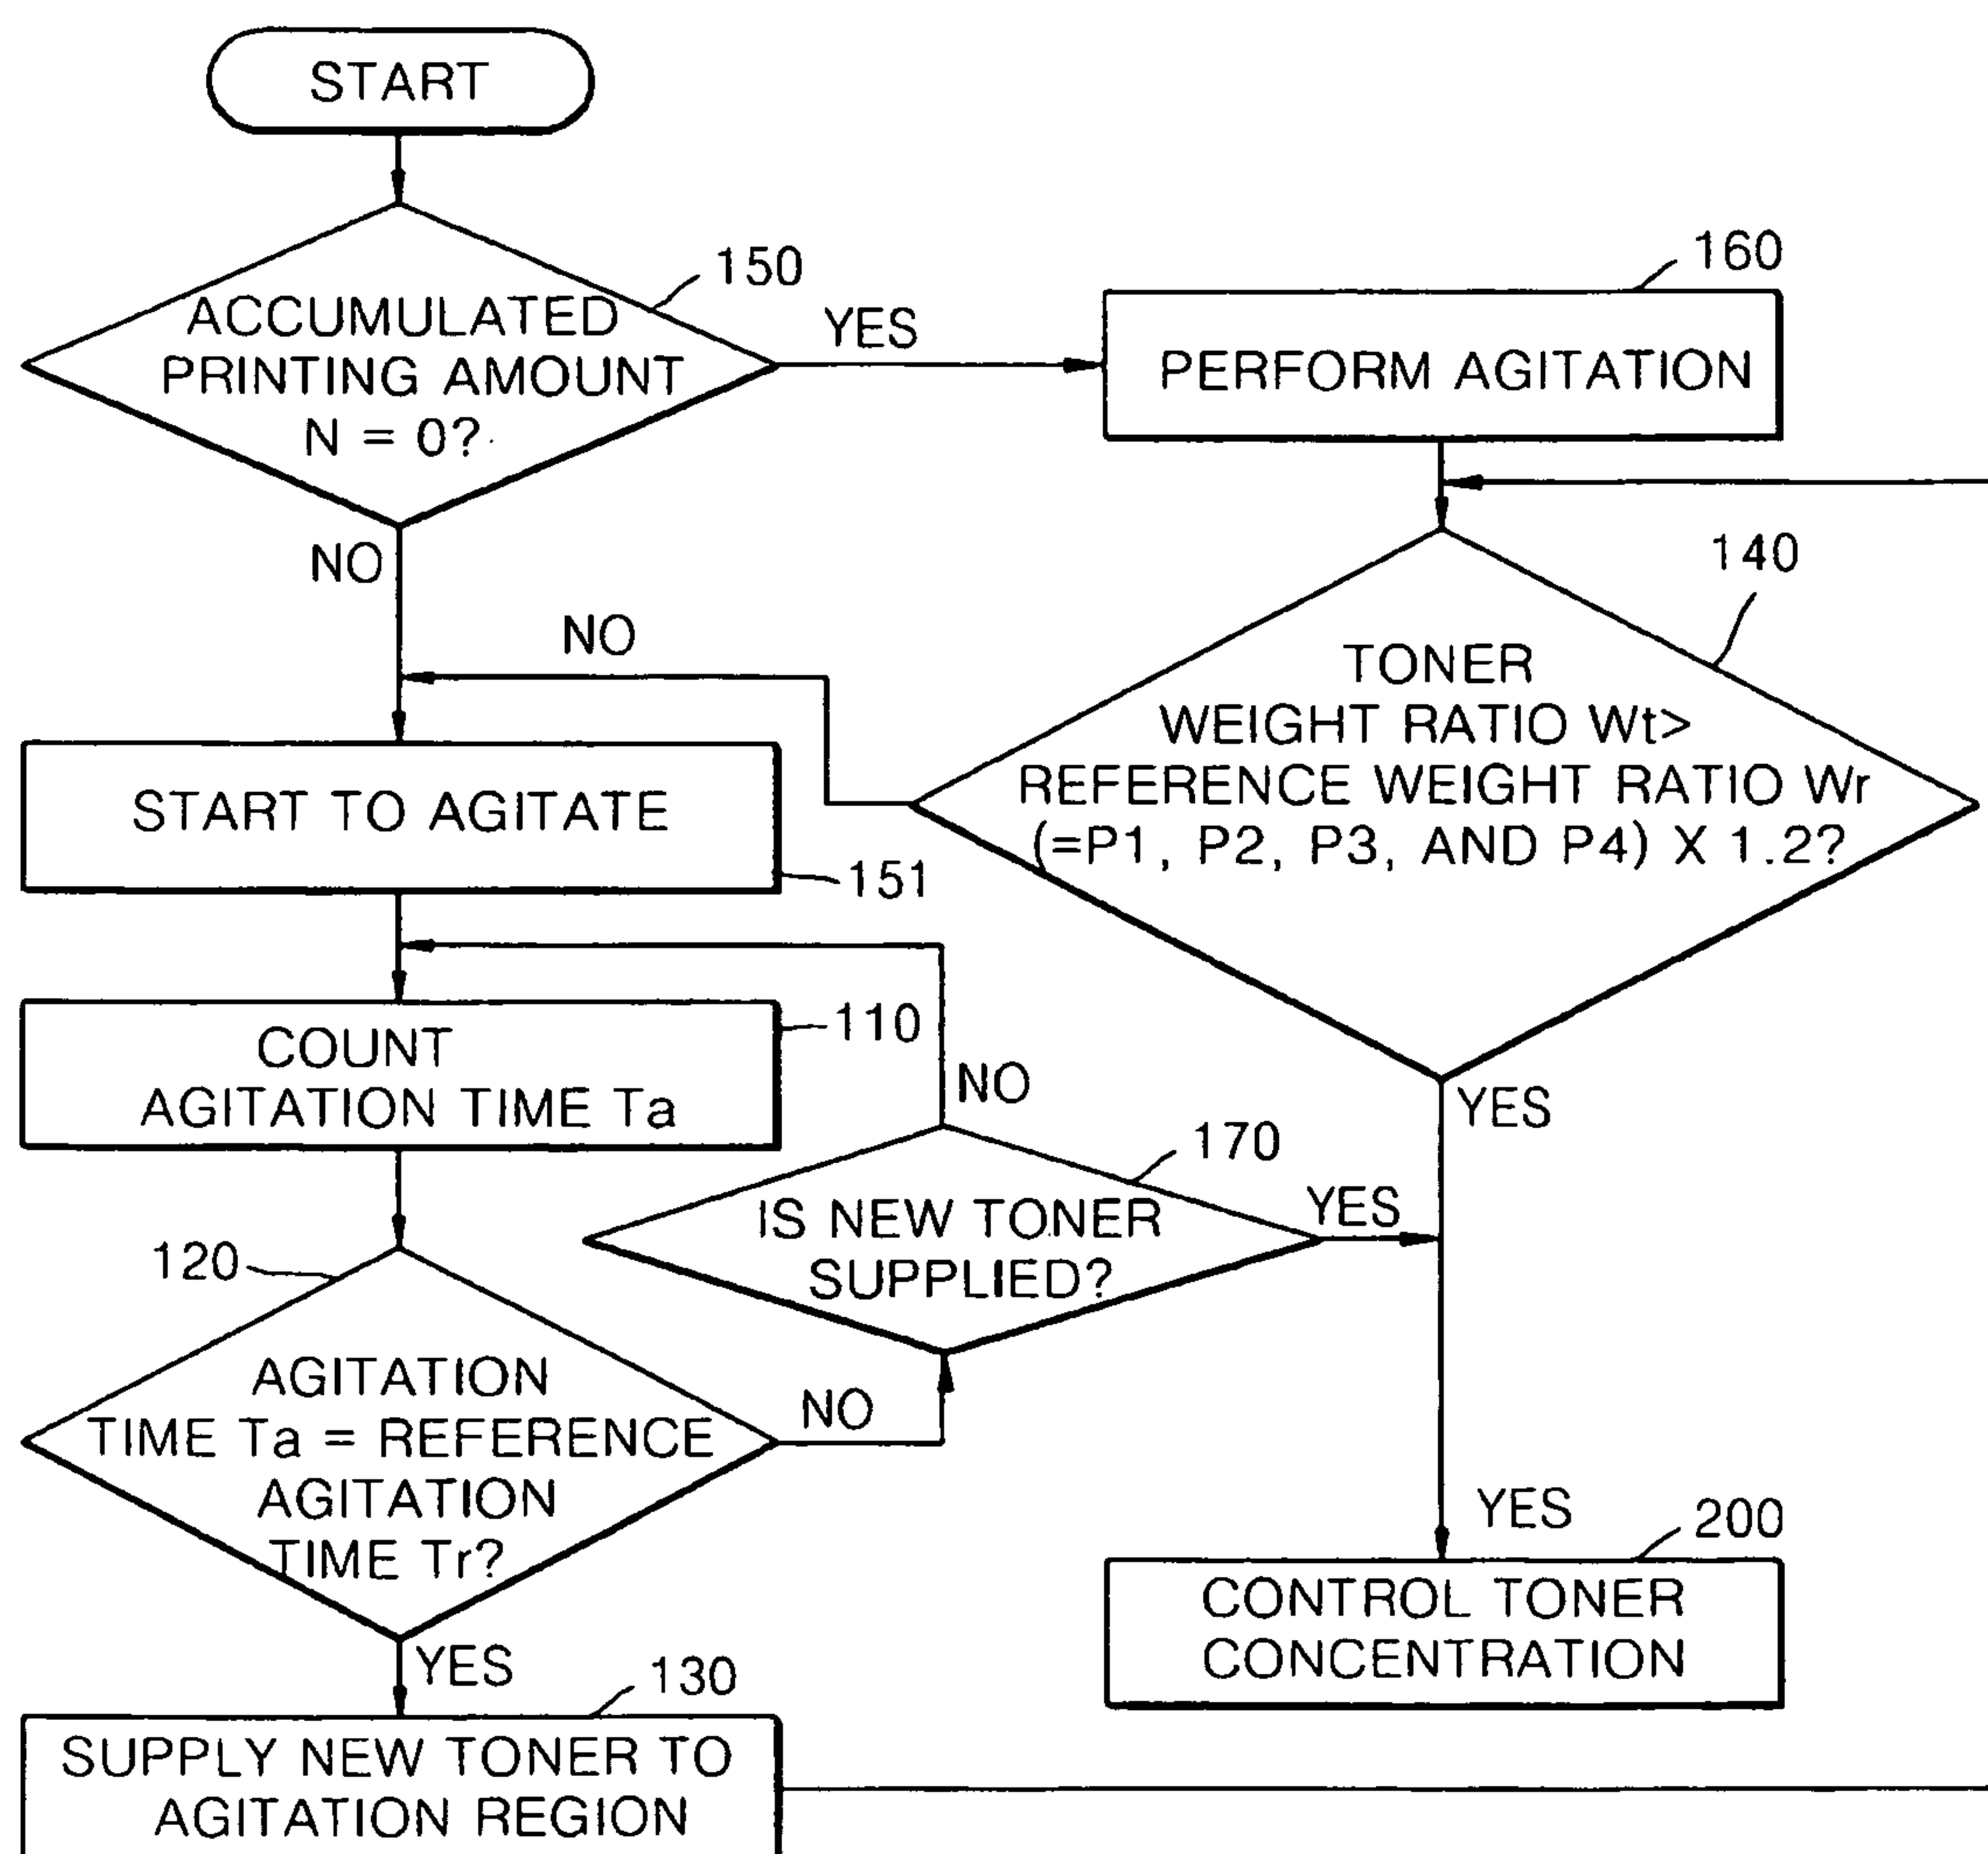 START
150
ACCUMULATED
PRINTING AMOUNT
N = 0?
YES
NO
160
PERFORM AGITATION
140
TONER
WEIGHT RATIO Wt>
REFERENCE WEIGHT RATIO Wr
(=P1, P2, P3, AND P4) X 1.2?
NO
YES
START TO AGITATE
151
COUNT
AGITATION TIME Ta
110
NO
170
IS NEW TONER
SUPPLIED?
YES
120
AGITATION
TIME Ta = REFERENCE
AGITATION
TIME Tr?
NO
YES
YES
200
CONTROL TONER
CONCENTRATION
130
SUPPLY NEW TONER TO
AGITATION REGION